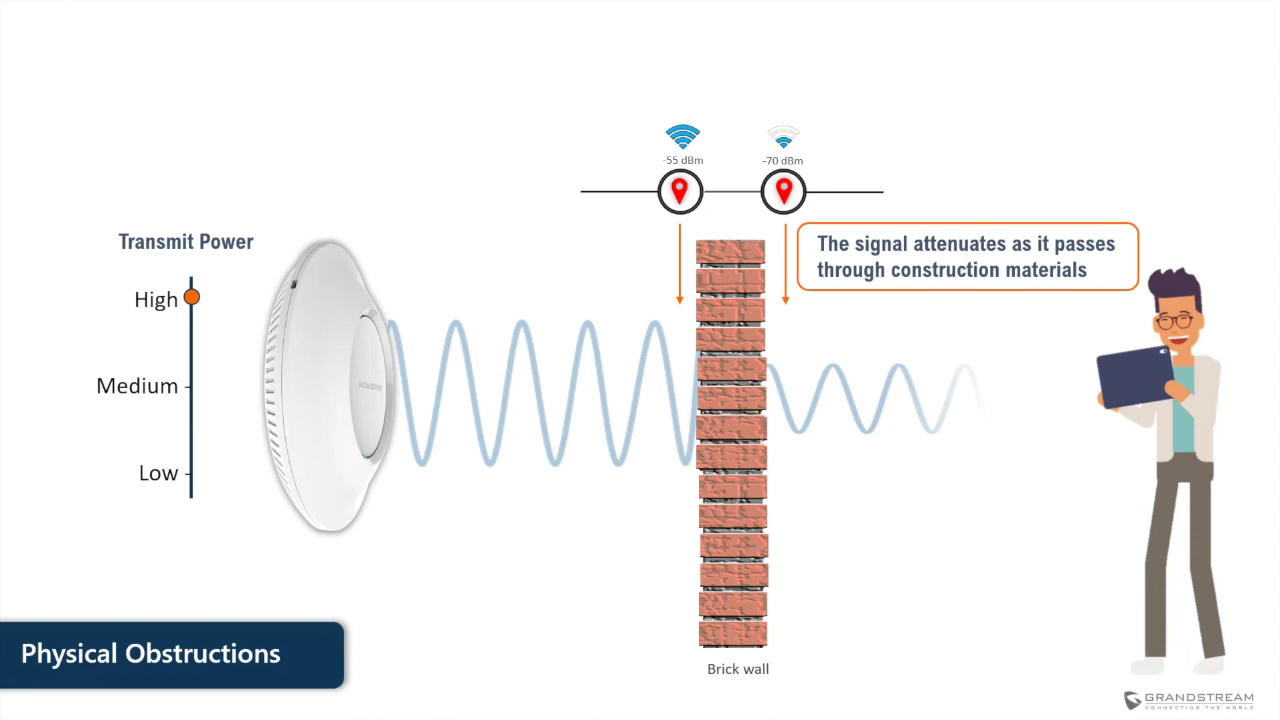 -55 dBm
-70 dBm
Transmit Power
The signal attenuates as it passes
through construction materials
High
Medium
Low
Physical Obstructions
Brick wall
GRANDSTREAM
CONNECTING THE WORLD